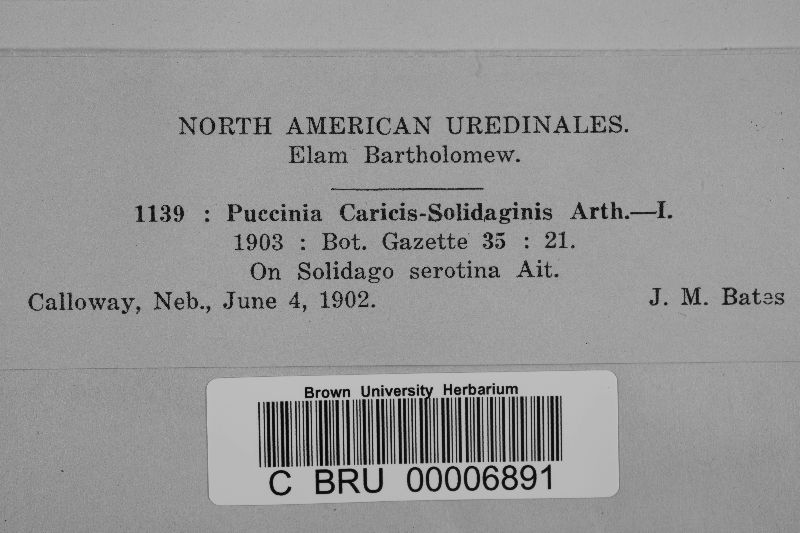 NORTH AMERICAN UREDINALES.
Elam Bartholomew.
1139 : Puccinia Caricis-Solidaginis Arth.—I.
1903 : Bot. Gazette 35 : 21.
On Solidago serotina Ait.
Calloway, Neb., June 4, 1902. J. M. Bates
Brown University Herbarium
C BRU 00006891